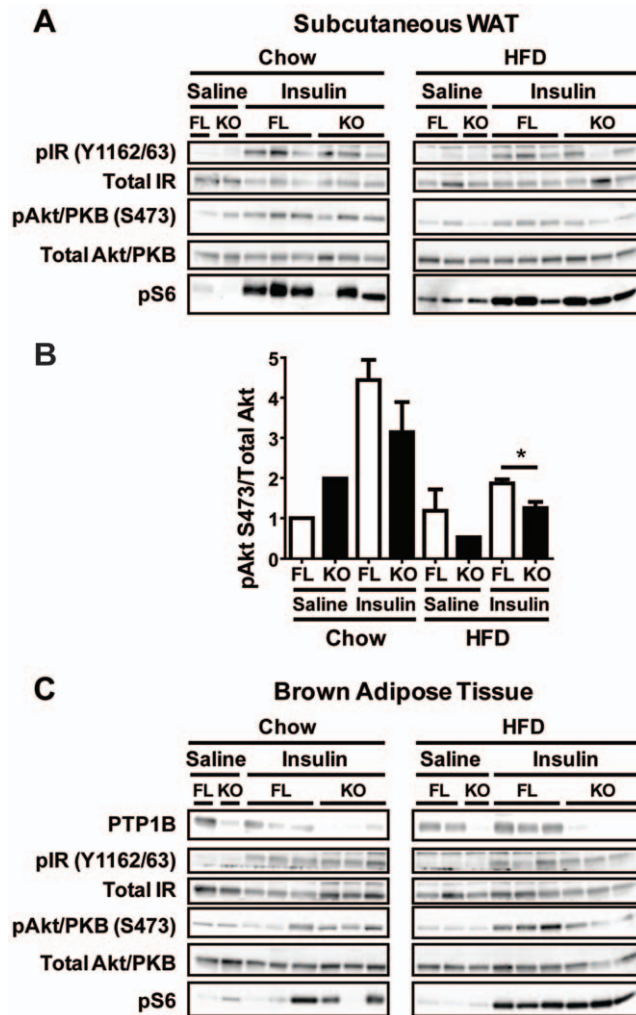 A
Subcutaneous WAT
Chow HFD
Saline Insulin Saline Insulin
FL KO FL KO FL KO FL KO
pIR (Y1162/63)
Total IR
pAkt/PKB (S473)
Total Akt/PKB
pS6
B
pAkt S473/Total Akt
5
4
3
2
1
0
FL KO FL KO FL KO FL KO
Saline Insulin Saline Insulin
Chow HFD
*
C
Brown Adipose Tissue
Chow HFD
Saline Insulin Saline Insulin
FL KO FL KO FL KO FL KO
PTP1B
pIR (Y1162/63)
Total IR
pAkt/PKB (S473)
Total Akt/PKB
pS6